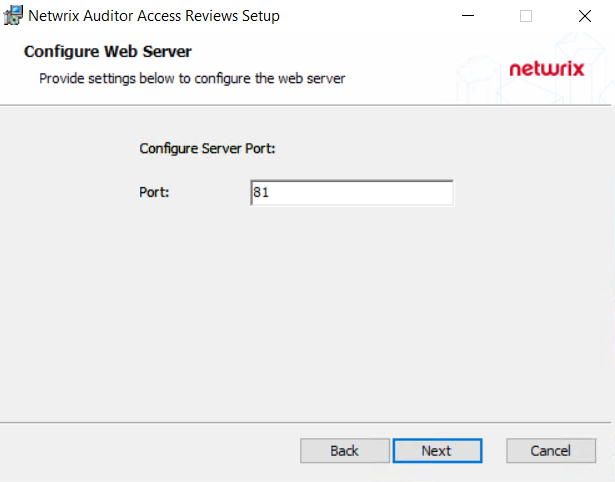 Netwrix Auditor Access Reviews Setup
Configure Web Server
Provide settings below to configure the web server
netwrix
Configure Server Port:
Port: 81
Back Next Cancel